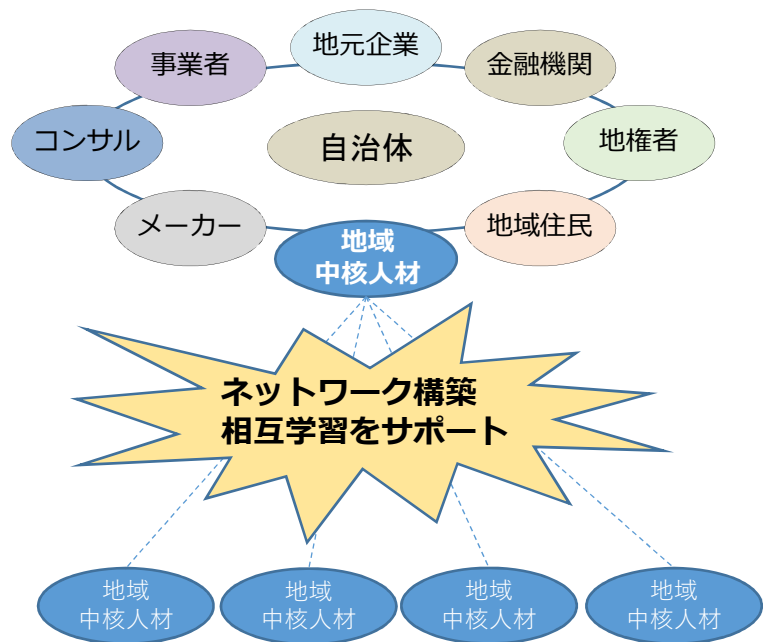 地元企業
事業者
金融機関
コンサル
自治体
地権者
メーカー
地域住民
地域
中核人材
ネットワーク構築
相互学習をサポート
地域
中核人材
地域
中核人材
地域
中核人材
地域
中核人材